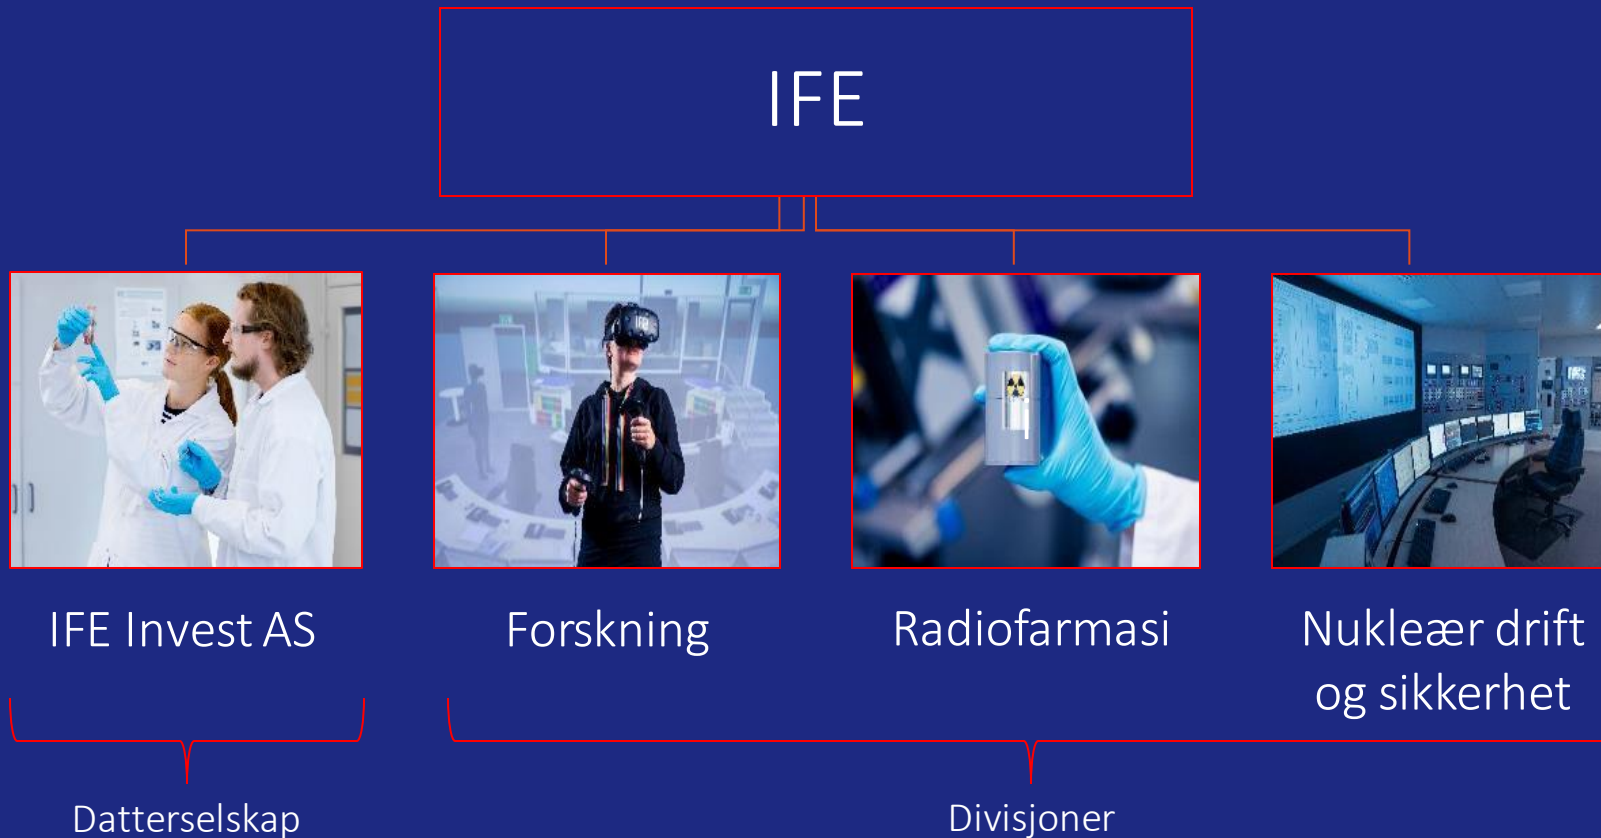 IFE
IFE Invest AS
Forskning
Radiofarmasi
Nukleær drift
og sikkerhet
Datterselskap
Divisjoner